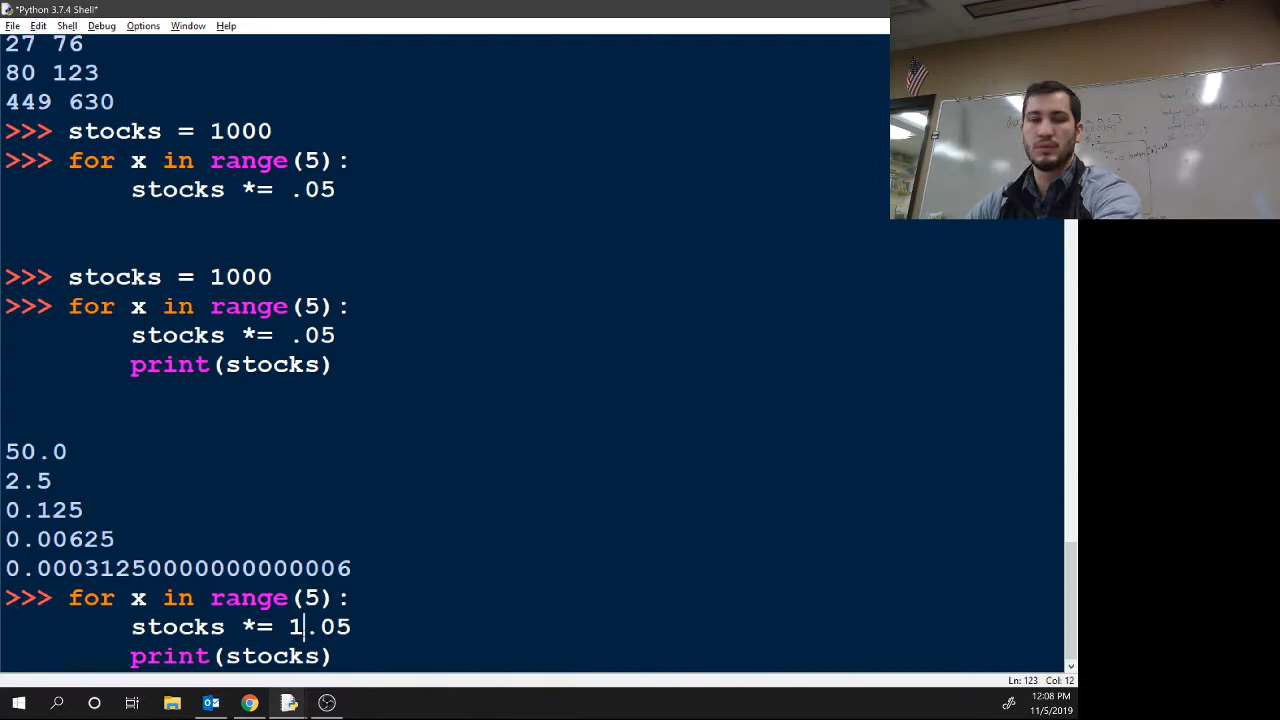 *Python 3.7.4 Shell*
File Edit Shell Debug Options Window Help
27 76
80 123
449 630
>>> stocks = 1000
>>> for x in range(5):
stocks *= .05
>>> stocks = 1000
>>> for x in range(5):
stocks *= .05
print(stocks)
50.0
2.5
0.125
0.00625
0.00031250000000000006
>>> for x in range(5):
stocks *= 1.05
print(stocks)
Ln: 123 Col: 12
12:08 PM
11/5/2019